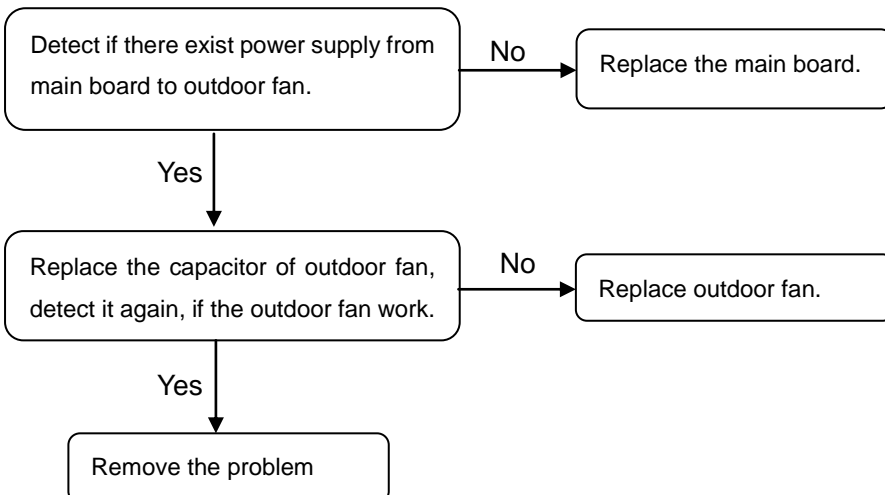 Detect if there exist power supply from
main board to outdoor fan.
No
Replace the main board.
Yes
Replace the capacitor of outdoor fan,
detect it again, if the outdoor fan work.
No
Replace outdoor fan.
Yes
Remove the problem